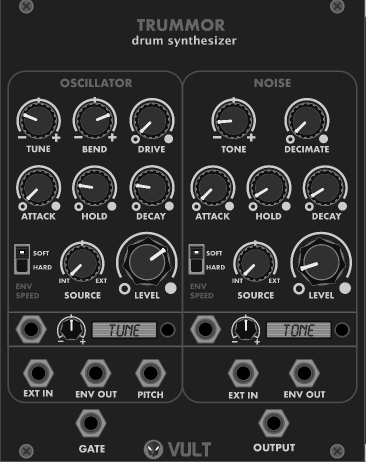 TRUMMOR
drum synthesizer
OSCILLATOR
NOISE
TUNE
BEND
DRIVE
TONE
DECIMATE
ATTACK
HOLD
DECAY
ATTACK
HOLD
DECAY
SOFT
HARD
ENV
SPEED
INT
EXT
SOURCE
LEVEL
SOFT
HARD
ENV
SPEED
INT
EXT
SOURCE
LEVEL
TUNE
TONE
EXT IN
ENV OUT
PITCH
EXT IN
ENV OUT
GATE
VULT
OUTPUT